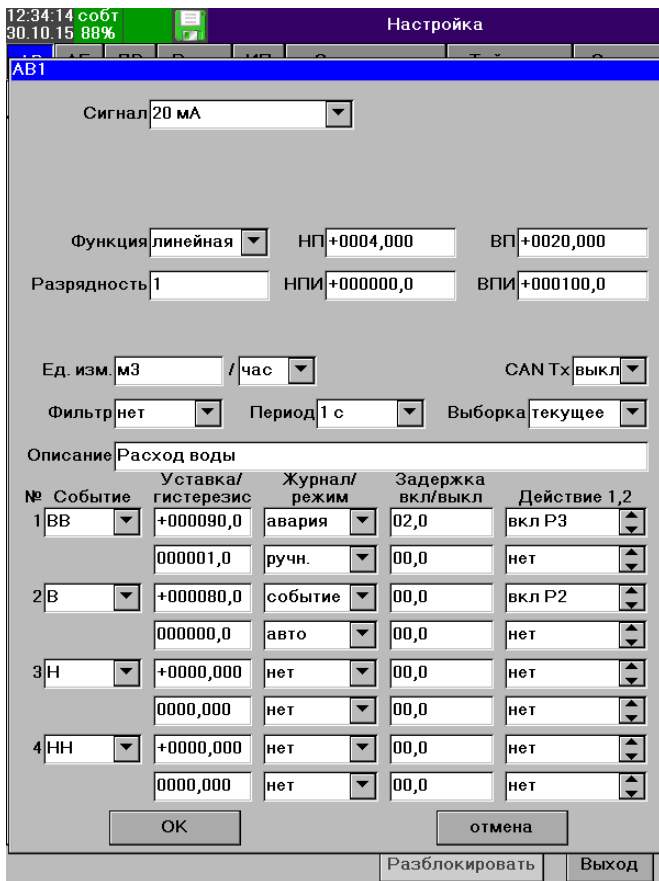 12:34:14 собт
30.10.15 88%
Настройка
АВ1
Сигнал 20 мА
Функция линейная НП +0004,000 ВП +0020,000
Разрядность 1 НПИ +000000,0 ВПИ +000100,0
Ед. изм. м3 / час CAN Tx выкл
Фильтр нет Период 1 с Выборка текущее
Описание Расход воды
№ Событие Уставка/ гистерезис Журнал/ режим Задержка вкл/выкл Действие 1,2
1 ВВ +000090,0 авария 02,0 вкл Р3
000001,0 ручн. 00,0 нет
2 В +000080,0 событие 00,0 вкл Р2
000000,0 авто 00,0 нет
3 Н +0000,000 нет 00,0 нет
0000,000 нет 00,0 нет
4 НН +0000,000 нет 00,0 нет
0000,000 нет 00,0 нет
ОК отмена
Разблокировать Выход